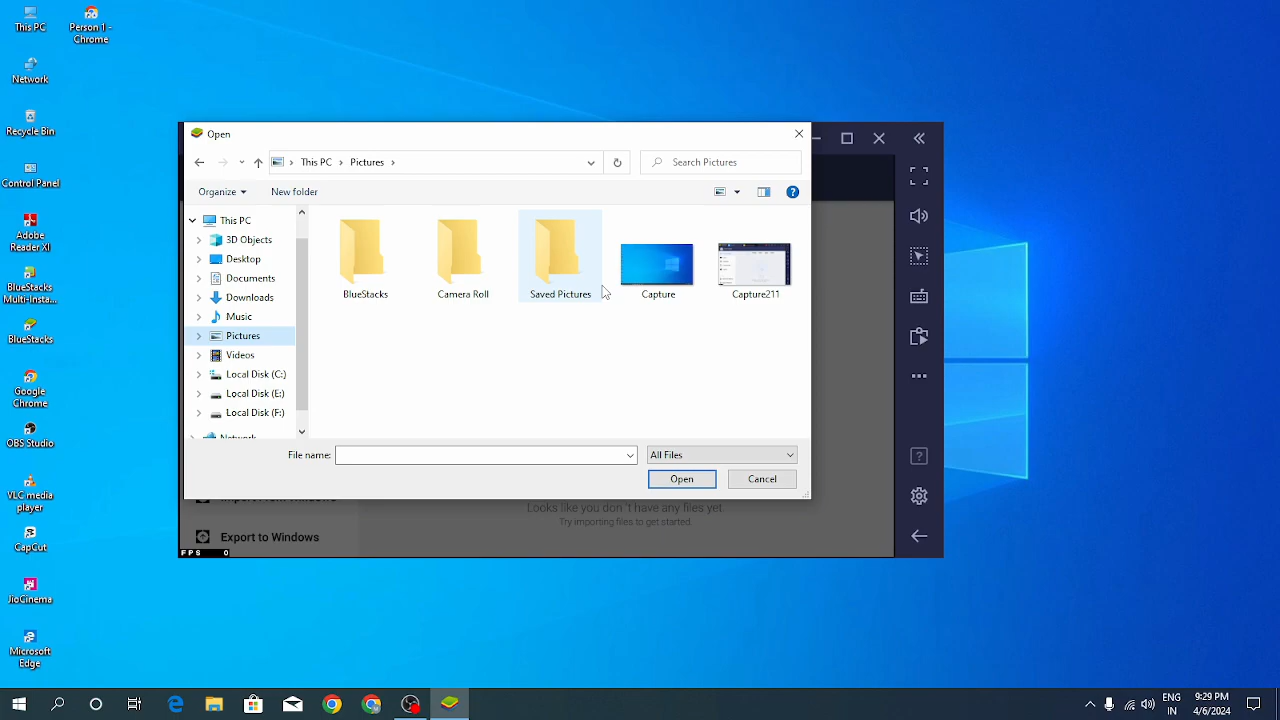 This PC
Person 1 -
Chrome
Network
Recycle Bin
Control Panel
Adobe
Reader XI
BlueStacks
Multi-Insta...
BlueStacks
Google
Chrome
OBS Studio
VLC media
player
CapCut
JioCinema
Microsoft
Edge
Open
This PC
Pictures
Search Pictures
Organize
New folder
This PC
3D Objects
Desktop
Documents
Downloads
Music
Pictures
Videos
Local Disk (C:)
Local Disk (E:)
Local Disk (F:)
Network
BlueStacks
Camera Roll
Saved Pictures
Capture
Capture211
File name:
All Files
Open
Cancel
Import from Windows
Looks like you don't have any files yet.
Try importing files to get started.
Export to Windows
FPS 0
ENG
IN
9:29 PM
4/6/2024